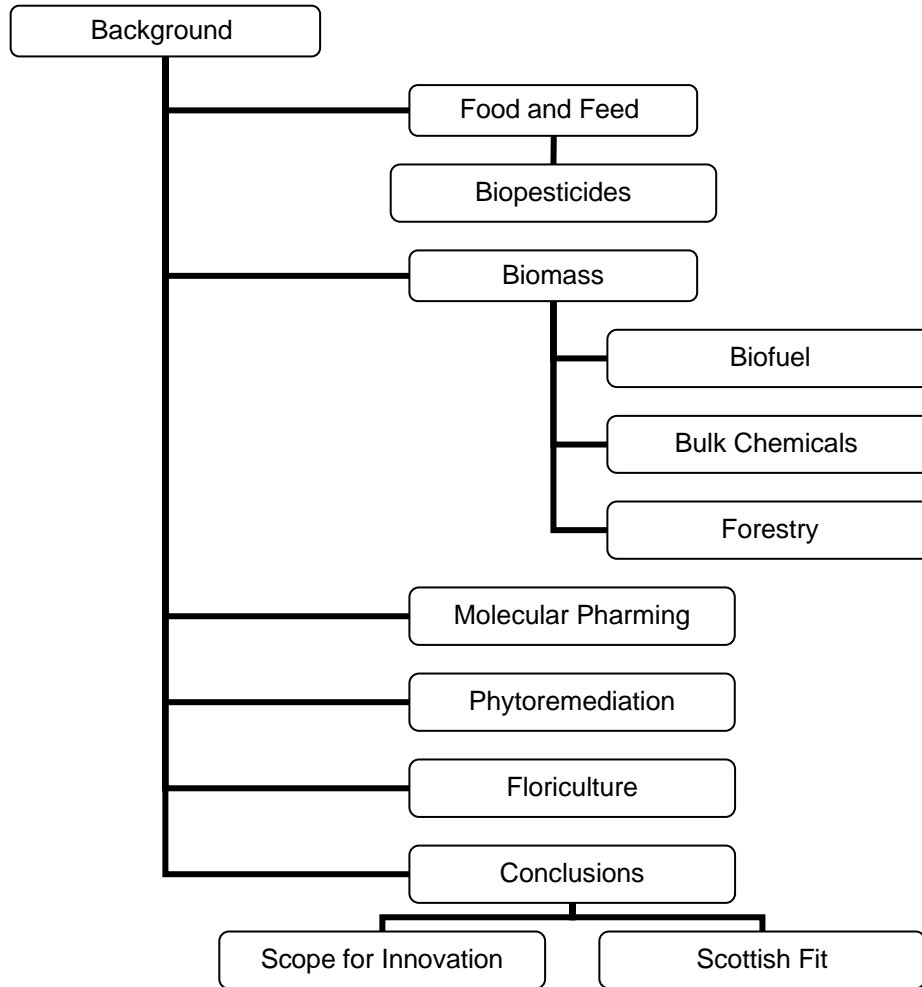 Background
Food and Feed
Biopesticides
Biomass
Biofuel
Bulk Chemicals
Forestry
Molecular Pharming
Phytoremediation
Floriculture
Conclusions
Scope for Innovation
Scottish Fit